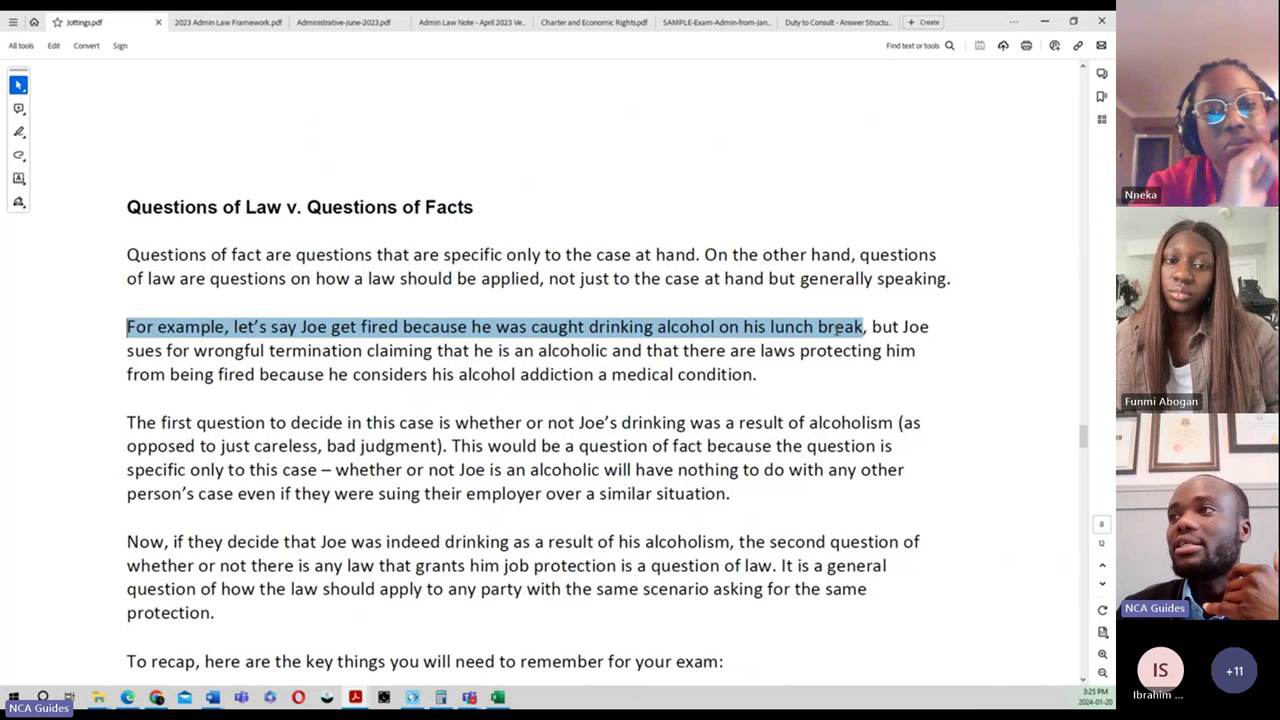 Jottings.pdf
2023 Admin Law Framework.pdf
Administrative-June-2023.pdf
Admin Law Note - April 2023 Ve...
Charter and Economic Rights.pdf
SAMPLE-Exam-Admin-from-Jan...
Duty to Consult - Answer Structu...
Create
All tools
Edit
Convert
Sign
Find text or tools
Questions of Law v. Questions of Facts
Questions of fact are questions that are specific only to the case at hand. On the other hand, questions
of law are questions on how a law should be applied, not just to the case at hand but generally speaking.
For example, let's say Joe get fired because he was caught drinking alcohol on his lunch break, but Joe
sues for wrongful termination claiming that he is an alcoholic and that there are laws protecting him
from being fired because he considers his alcohol addiction a medical condition.
The first question to decide in this case is whether or not Joe's drinking was a result of alcoholism (as
opposed to just careless, bad judgment). This would be a question of fact because the question is
specific only to this case – whether or not Joe is an alcoholic will have nothing to do with any other
person's case even if they were suing their employer over a similar situation.
Now, if they decide that Joe was indeed drinking as a result of his alcoholism, the second question of
whether or not there is any law that grants him job protection is a question of law. It is a general
question of how the law should apply to any party with the same scenario asking for the same
protection.
To recap, here are the key things you will need to remember for your exam:
8
12
3:25 PM
2024-01-20
NCA Guides
Nneka
Funmi Abogan
NCA Guides
IS
Ibrahim ...
+11